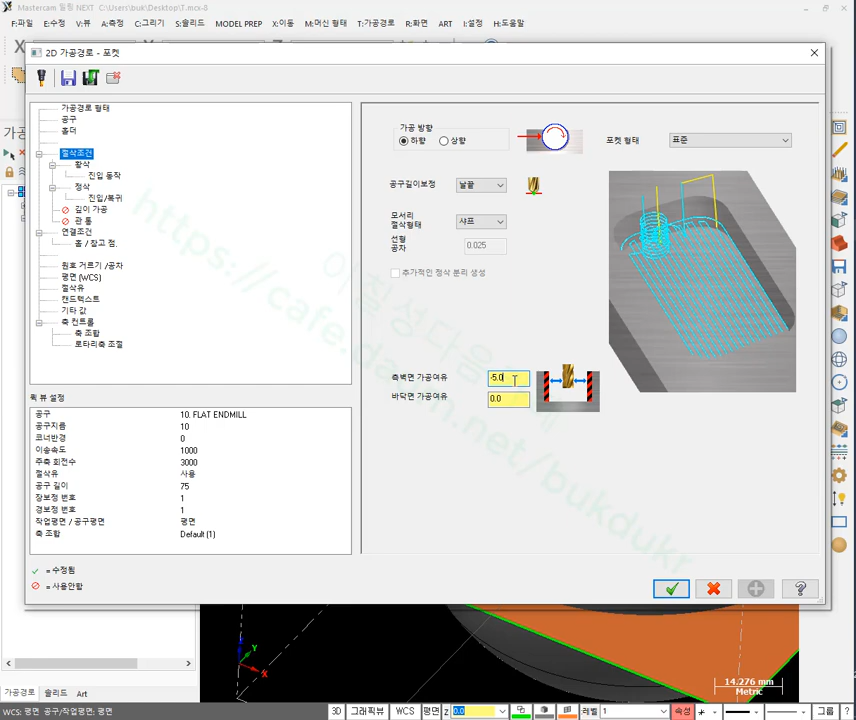 Mastercam 밀링 NEXT C:\Users\buk\Desktop\T.mcx-8
F:파일 E:수정 V:뷰 A:측정 C:그리기 S:솔리드 MODEL PREP X:이동 M:머신 형태 T:가공경로 R:화면 ART I:설정 H:도움말
2D 가공경로 - 포켓
가공경로 형태
공구
홀더
절삭조건
황삭
진입 동작
정삭
진입/복귀
깊이 가공
관 통
연결조건
홈 / 참고 점.
원호 거르기 /공차
평면 (WCS)
절삭유
캔드텍스트
기타 값
축 컨트롤
축 조합
로타리축 조절
가공 방향
하향 상향
포켓 형태 표준
공구길이보정 날끝
모서리
절삭형태 샤프
선형
공차 0.025
추가적인 정삭 분리 생성
측벽면 가공여유 -5.0
바닥면 가공여유 0.0
퀵 뷰 설정
공구 10. FLAT ENDMILL
공구지름 10
코너반경 0
이송속도 1000
주축 회전수 3000
절삭유 사용
공구 길이 75
장보정 번호 1
경보정 번호 1
작업평면 / 공구평면 평면
축 조합 Default (1)
= 수정됨
= 사용안함
https://cafe.daum.net/bukdukr
Y
X
14.276 mm
Metric
가공경로 솔리드 Art
WCS: 평면 공구/작업평면: 평면 3D 그래픽뷰 WCS 평면 Z 0.0 레벨 1 속성 그룹 ?